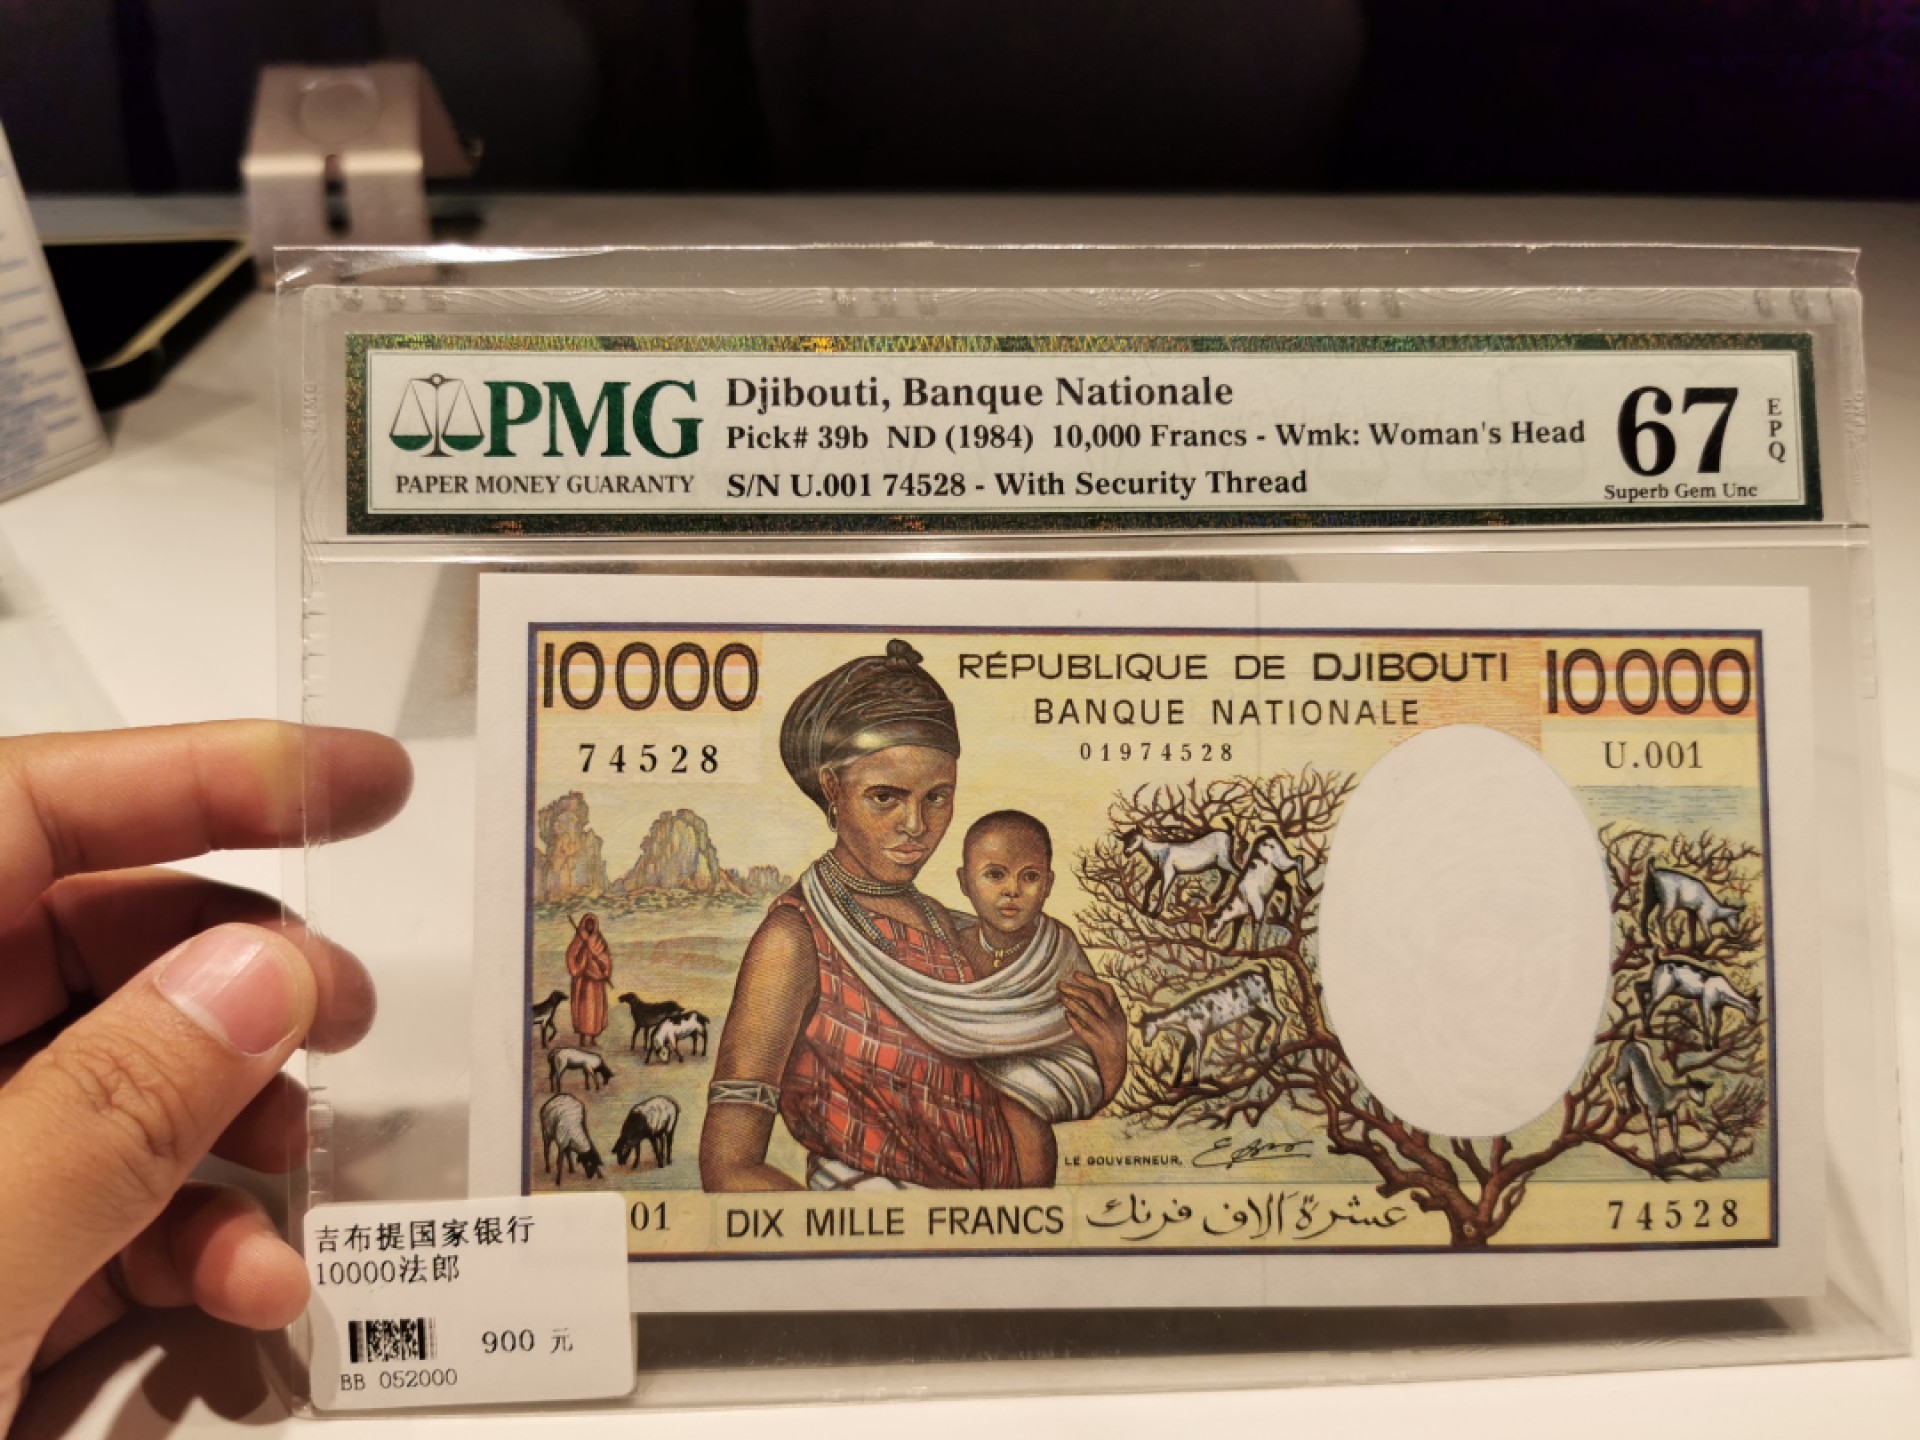 PMG
PAPER MONEY GUARANTY
Djibouti, Banque Nationale
Pick# 39b ND (1984) 10,000 Francs - Wmk: Woman's Head
S/N U.001 74528 - With Security Thread
67
EPQ
Superb Gem Unc
10000
RÉPUBLIQUE DE DJIBOUTI
10000
BANQUE NATIONALE
74528
01974528
U.001
LE GOUVERNEUR,
01
DIX MILLE FRANCS
عشرة آلاف فرنك
74528
吉布提国家银行
10000法郎
900 元
BB 052000